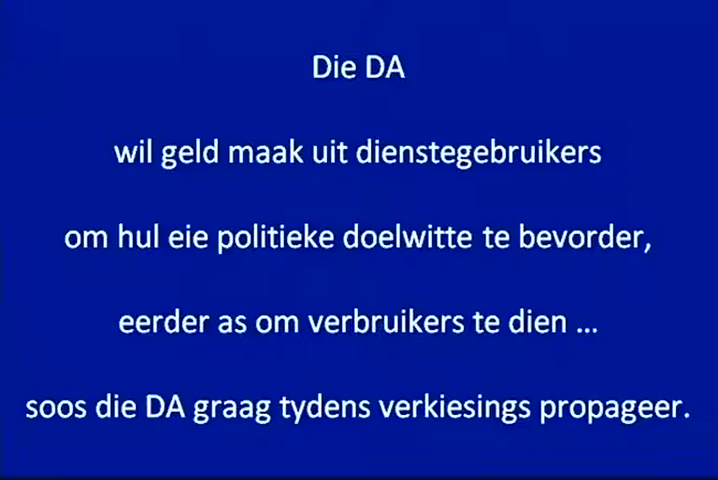 Die DA
wil geld maak uit dienstegebruikers
om hul eie politieke doelwitte te bevorder,
eerder as om verbruikers te dien ...
soos die DA graag tydens verkiesings propageer.